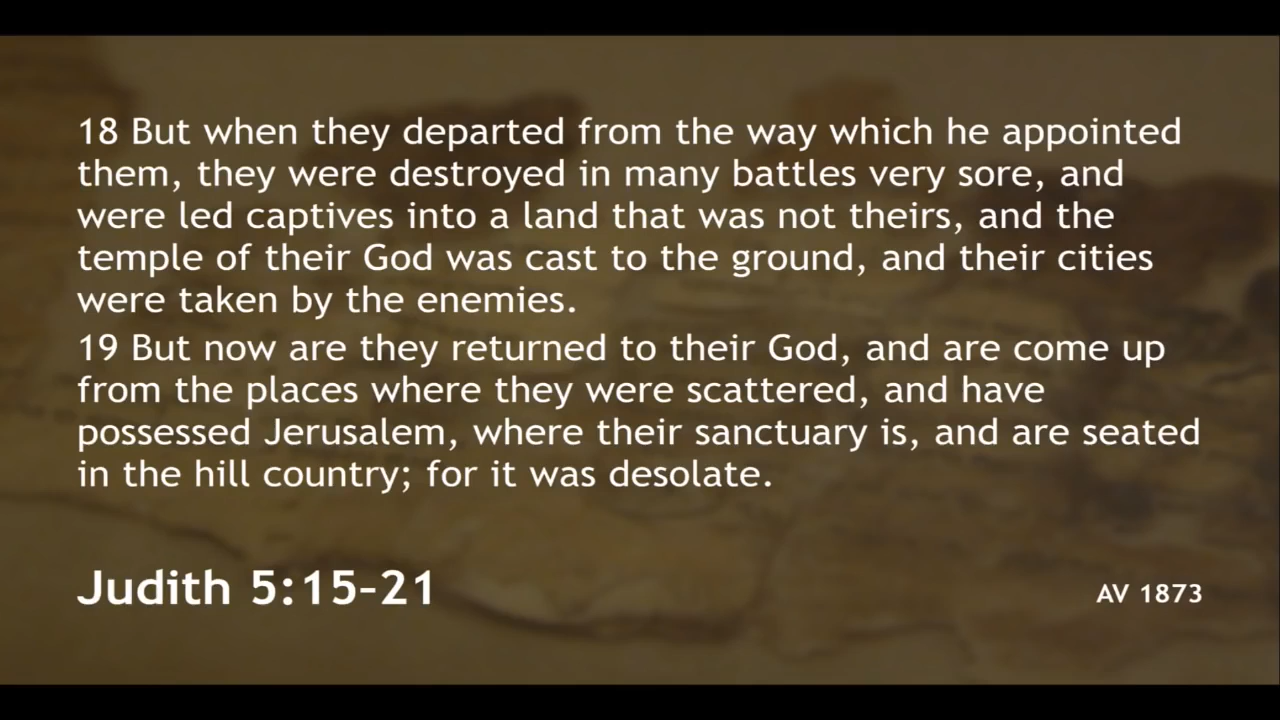 18 But when they departed from the way which he appointed
them, they were destroyed in many battles very sore, and
were led captives into a land that was not theirs, and the
temple of their God was cast to the ground, and their cities
were taken by the enemies.
19 But now are they returned to their God, and are come up
from the places where they were scattered, and have
possessed Jerusalem, where their sanctuary is, and are seated
in the hill country; for it was desolate.
Judith 5:15–21
AV 1873